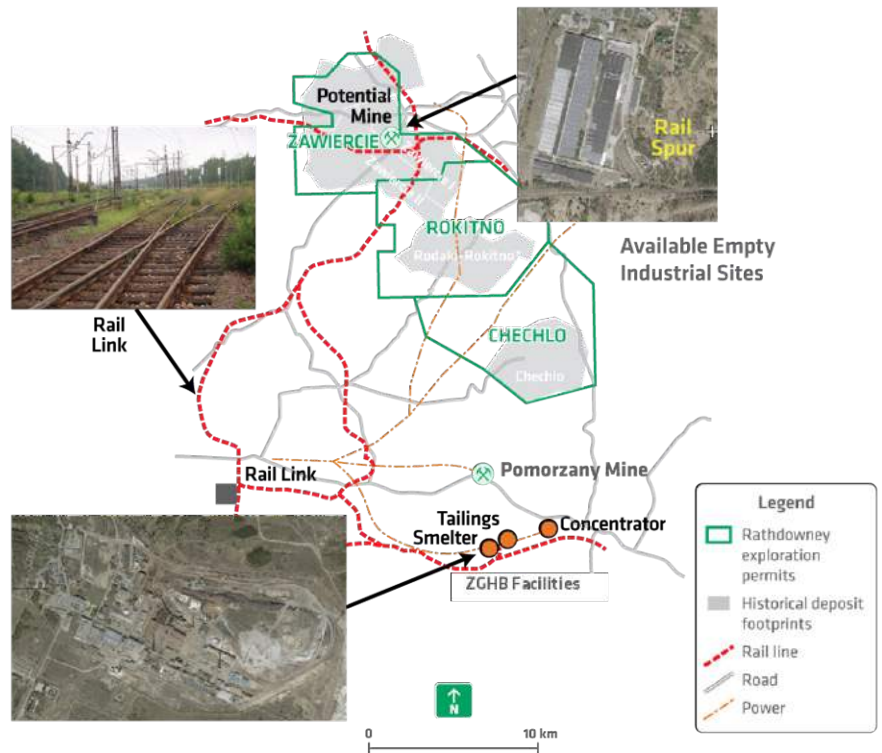 Potential
Mine
ZAWIERCIE
Rail
Spur
ROKITNO
Rodaki-Rokitno
Available Empty
Industrial Sites
Rail
Link
CHECHLO
Chechlo
Rail Link
Pomorzany Mine
Tailings
Smelter
Concentrator
ZGHB Facilities
Legend
Rathdowney
exploration
permits
Historical deposit
footprints
Rail line
Road
Power
N
0
10 km